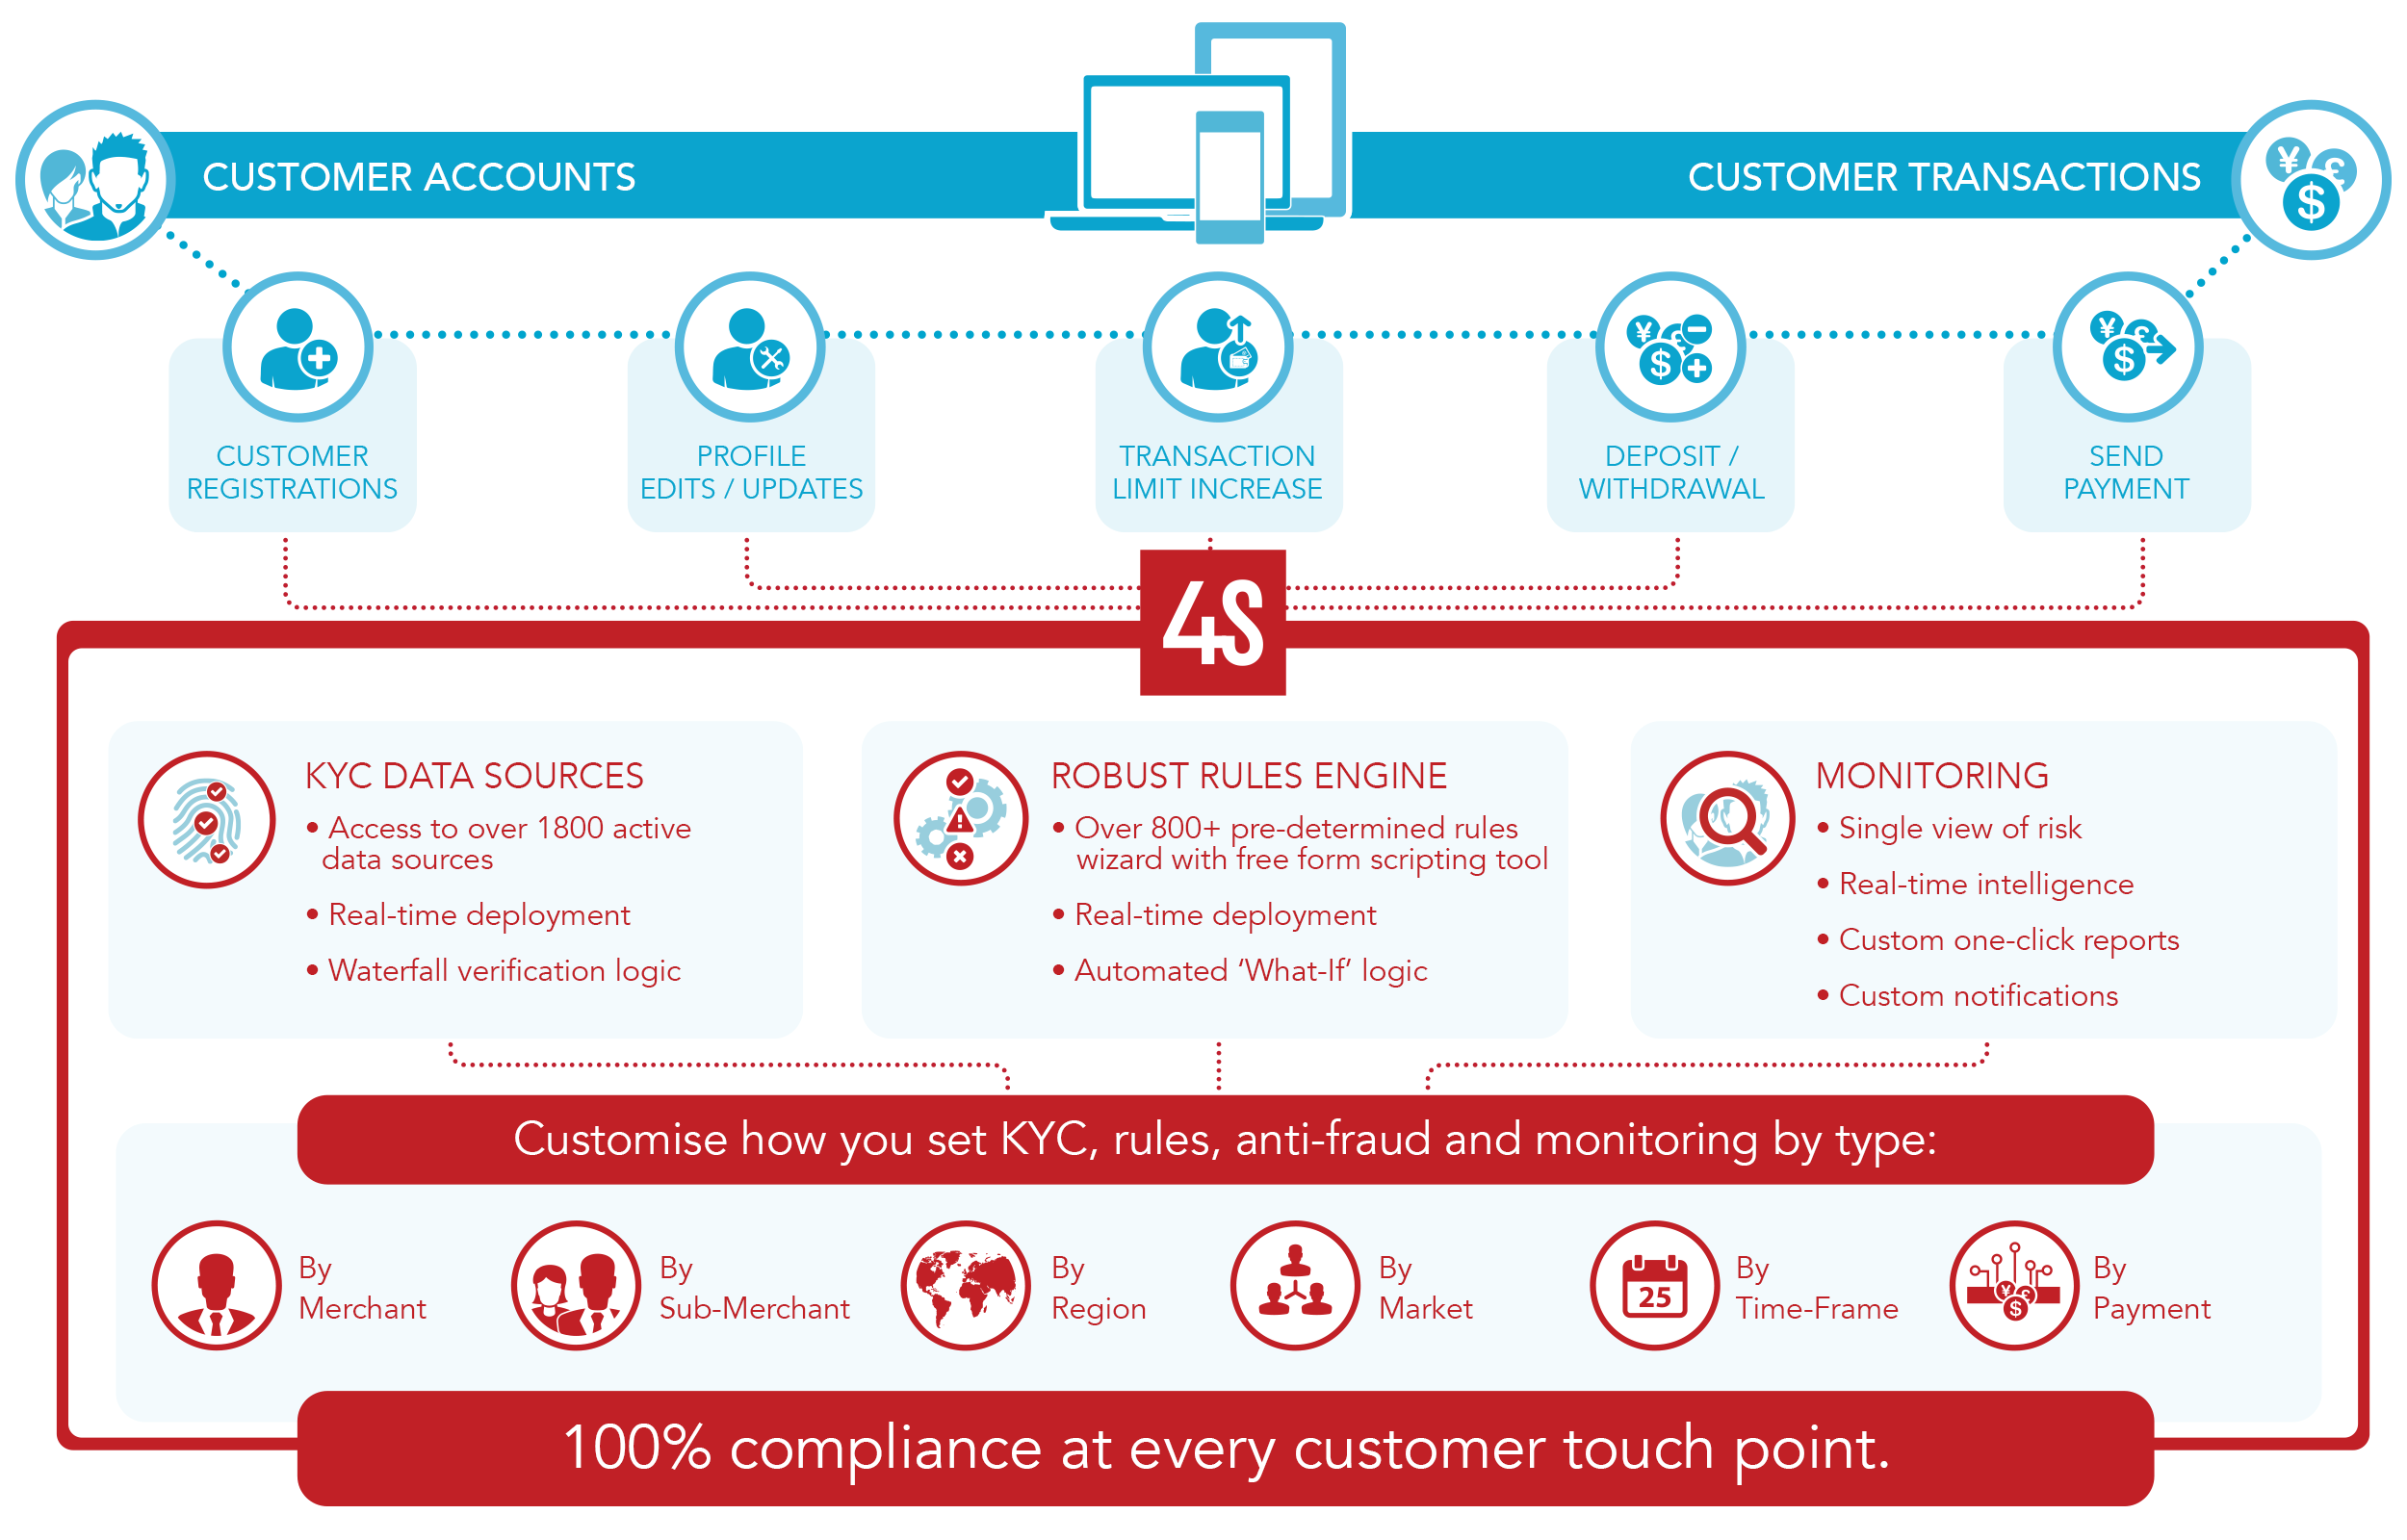 CUSTOMER ACCOUNTS
CUSTOMER TRANSACTIONS
¥ £
$
CUSTOMER
REGISTRATIONS
PROFILE
EDITS / UPDATES
TRANSACTION
LIMIT INCREASE
¥ £
$
DEPOSIT /
WITHDRAWAL
¥ £
$
SEND
PAYMENT
4S
KYC DATA SOURCES
• Access to over 1800 active
data sources
• Real-time deployment
• Waterfall verification logic
ROBUST RULES ENGINE
• Over 800+ pre-determined rules
wizard with free form scripting tool
• Real-time deployment
• Automated ‘What-If’ logic
MONITORING
• Single view of risk
• Real-time intelligence
• Custom one-click reports
• Custom notifications
Customise how you set KYC, rules, anti-fraud and monitoring by type:
By
Merchant
By
Sub-Merchant
By
Region
By
Market
25
By
Time-Frame
¥ £
$
By
Payment
100% compliance at every customer touch point.